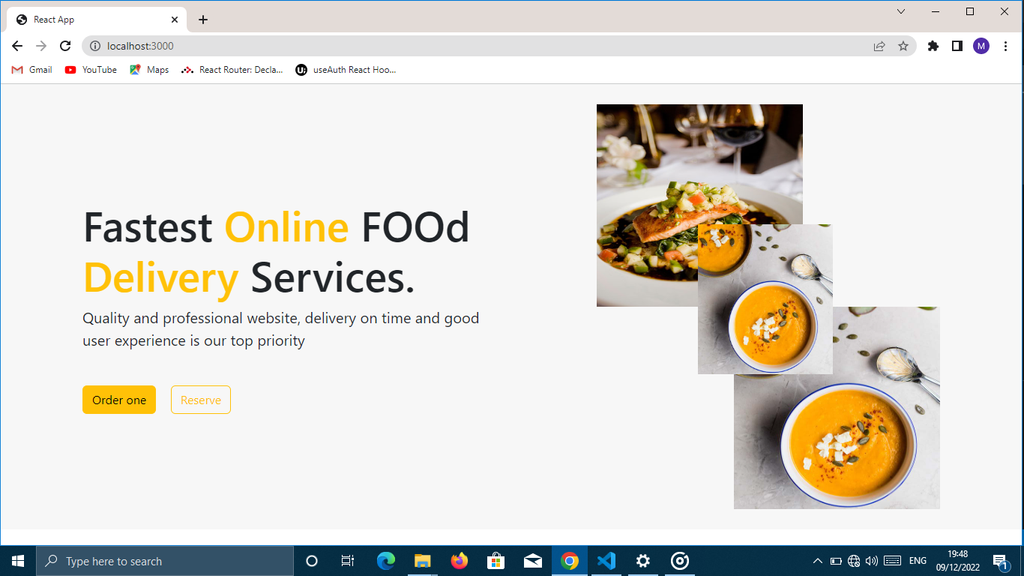 React App
localhost:3000
M
Gmail
YouTube
Maps
React Router: Decla...
useAuth React Hoo...
Fastest Online FOOd
Delivery Services.
Quality and professional website, delivery on time and good
user experience is our top priority
Order one
Reserve
Type here to search
ENG
19:48
09/12/2022
1